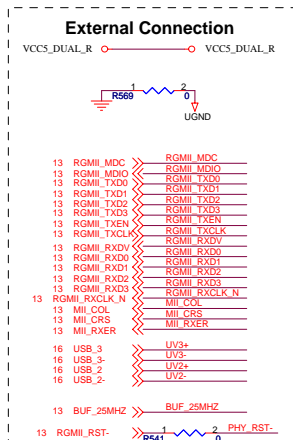 External Connection
VCC5_DUAL_R VCC5_DUAL_R
1 2
R569 0
UGND
13 RGMII_MDC RGMII_MDC
13 RGMII_MDIO RGMII_MDIO
13 RGMII_TXD0 RGMII_TXD0
13 RGMII_TXD1 RGMII_TXD1
13 RGMII_TXD2 RGMII_TXD2
13 RGMII_TXD3 RGMII_TXD3
13 RGMII_TXEN RGMII_TXEN
13 RGMII_TXCLK RGMII_TXCLK
13 RGMII_RXDV RGMII_RXDV
13 RGMII_RXD0 RGMII_RXD0
13 RGMII_RXD1 RGMII_RXD1
13 RGMII_RXD2 RGMII_RXD2
13 RGMII_RXD3 RGMII_RXD3
13 RGMII_RXCLK_N RGMII_RXCLK_N
13 MII_COL MII_COL
13 MII_CRS MII_CRS
13 MII_RXER MII_RXER
16 USB_3 UV3+
16 USB_3- UV3-
16 USB_2 UV2+
16 USB_2- UV2-
13 BUF_25MHZ BUF_25MHZ
13 RGMII_RST- 1 2 PHY_RST-
R541 0